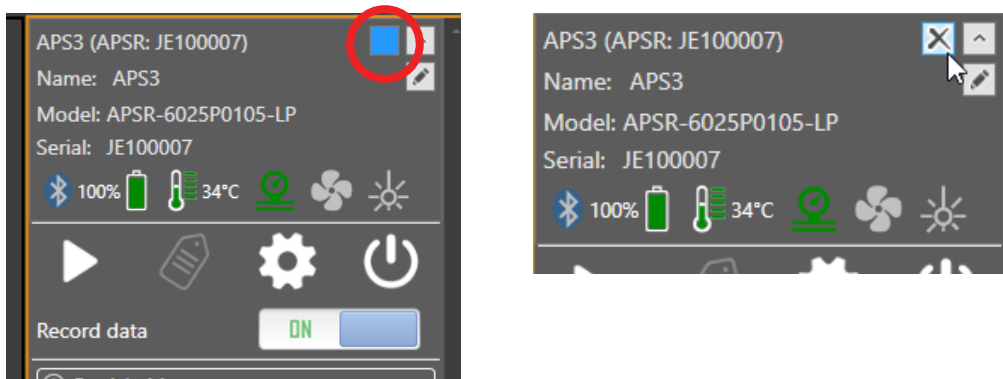 APS3 (APSR: JE100007)
Name: APS3
Model: APSR-6025P0105-LP
Serial: JE100007
100% 34°C
Record data ON
APS3 (APSR: JE100007)
Name: APS3
Model: APSR-6025P0105-LP
Serial: JE100007
100% 34°C